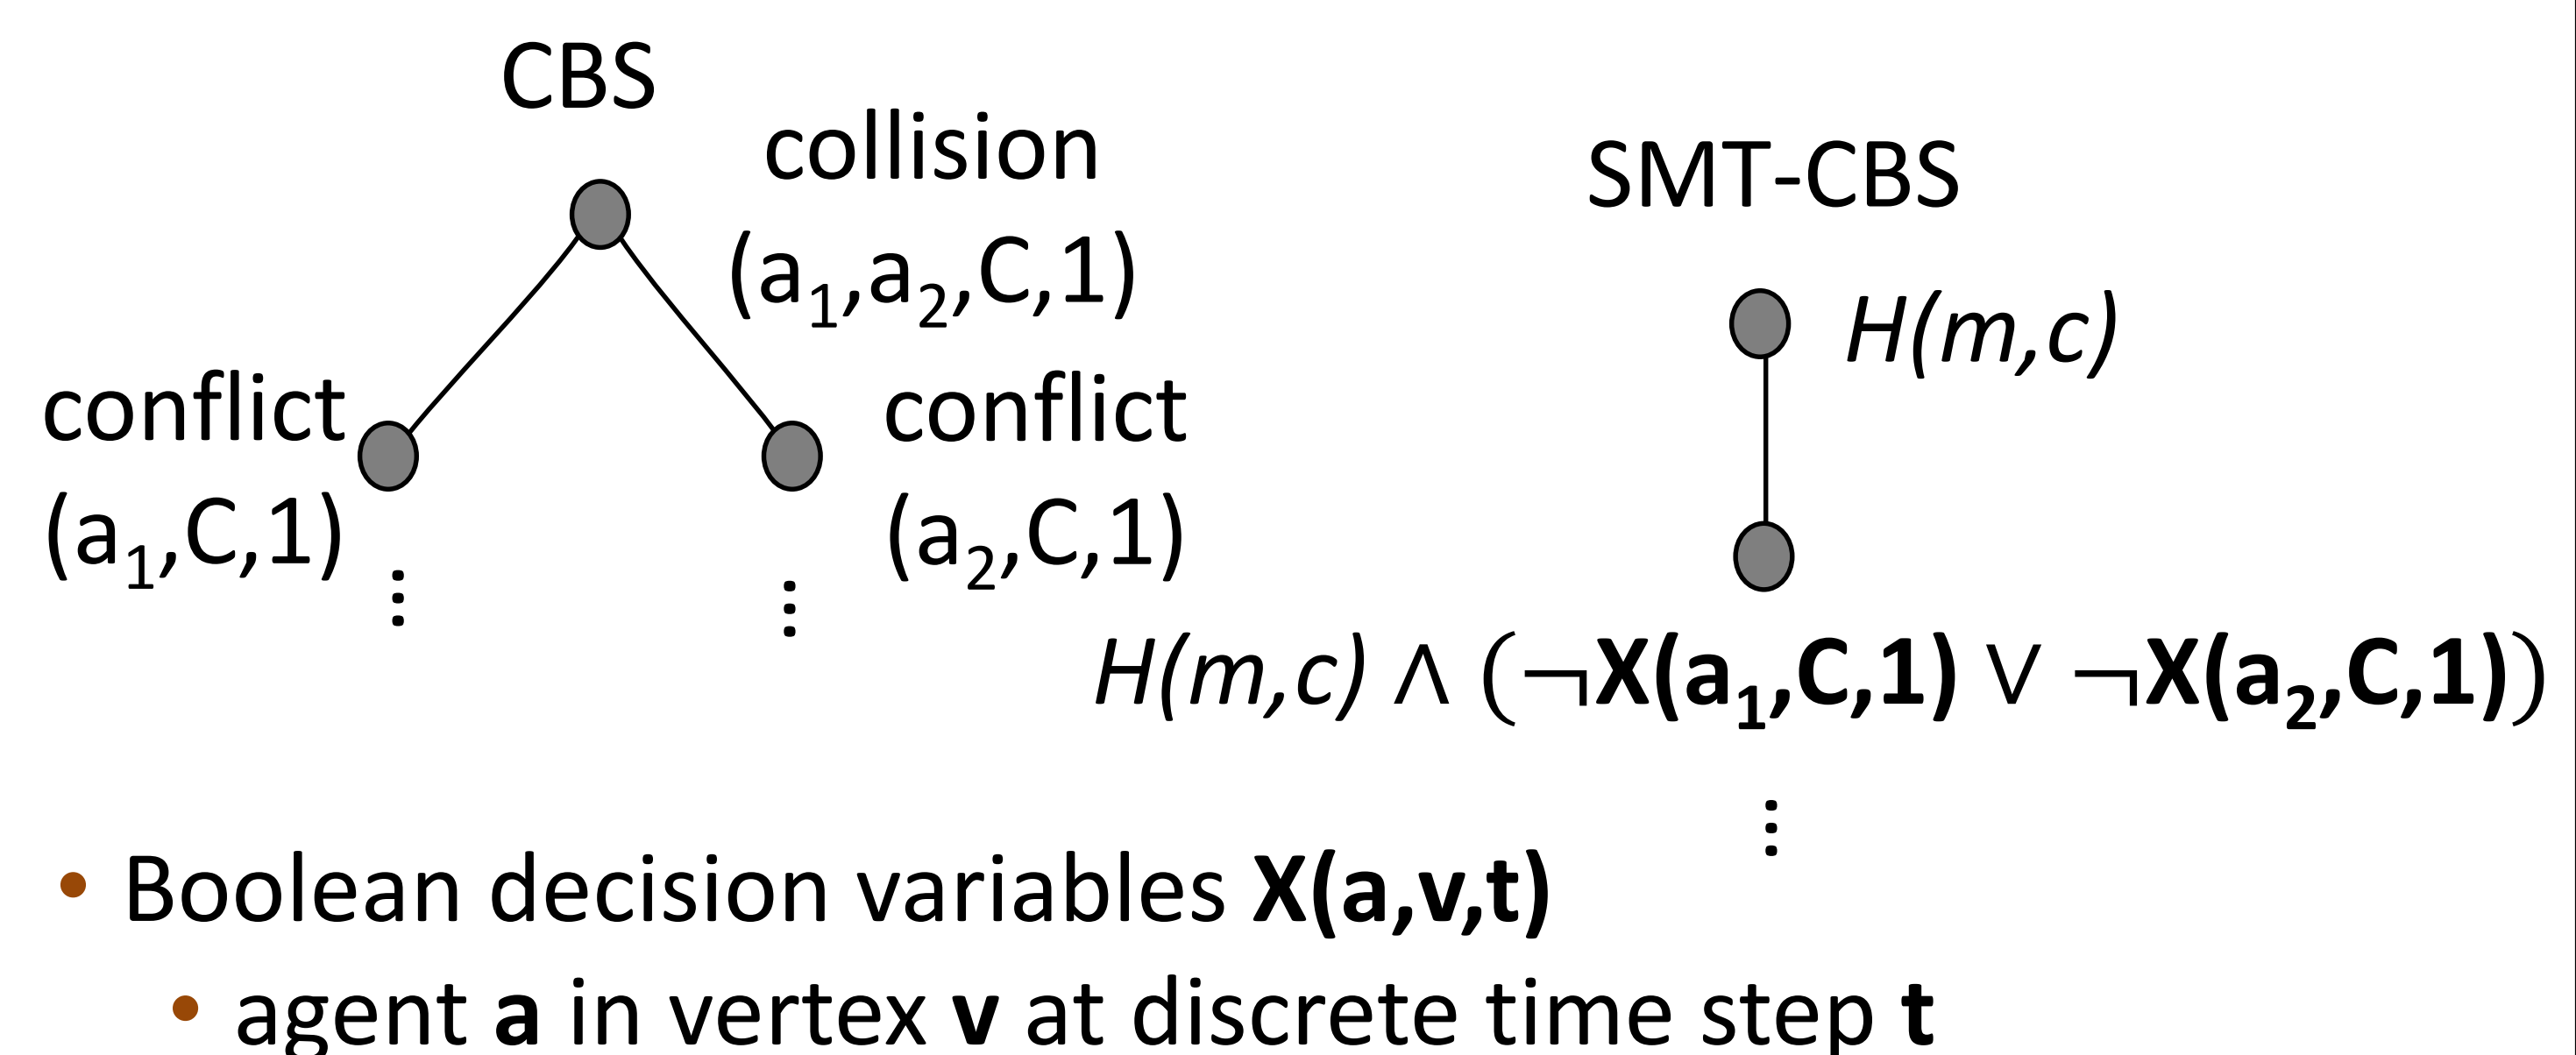 CBS
collision
(a₁,a₂,C,1)
conflict
(a₁,C,1)
⋮
conflict
(a₂,C,1)
⋮
SMT-CBS
H(m,c)
H(m,c) ∧ (¬X(a₁,C,1) ∨ ¬X(a₂,C,1))
⋮
• Boolean decision variables X(a,v,t)
• agent a in vertex v at discrete time step t